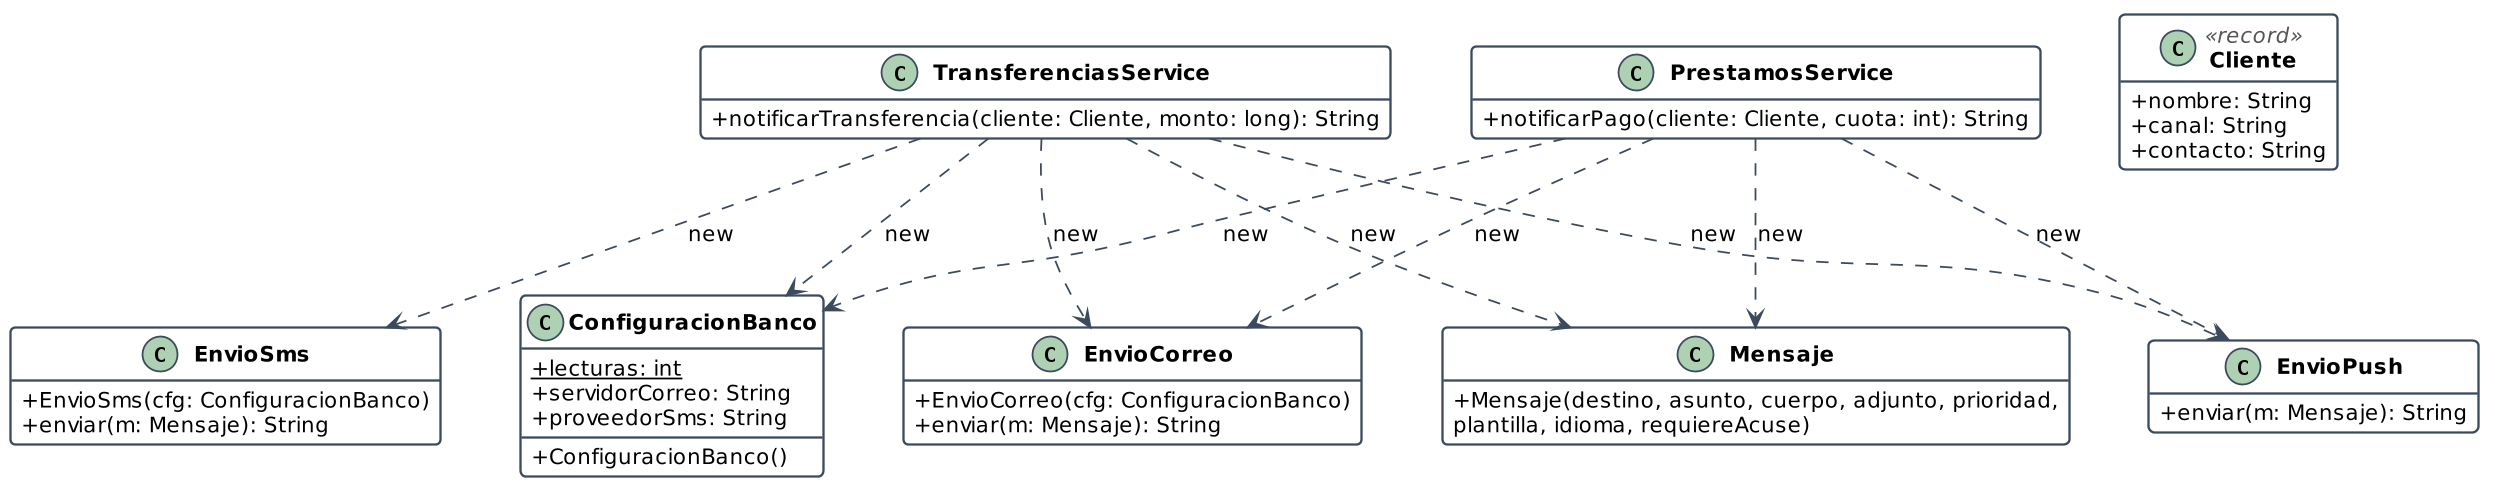 C TransferenciasService
+notificarTransferencia(cliente: Cliente, monto: long): String
C PrestamosService
+notificarPago(cliente: Cliente, cuota: int): String
C «record»
Cliente
+nombre: String
+canal: String
+contacto: String
new
new
new
new
new
new
new
new
new
C EnvioSms
+EnvioSms(cfg: ConfiguracionBanco)
+enviar(m: Mensaje): String
C ConfiguracionBanco
+lecturas: int
+servidorCorreo: String
+proveedorSms: String
+ConfiguracionBanco()
C EnvioCorreo
+EnvioCorreo(cfg: ConfiguracionBanco)
+enviar(m: Mensaje): String
C Mensaje
+Mensaje(destino, asunto, cuerpo, adjunto, prioridad,
plantilla, idioma, requiereAcuse)
C EnvioPush
+enviar(m: Mensaje): String